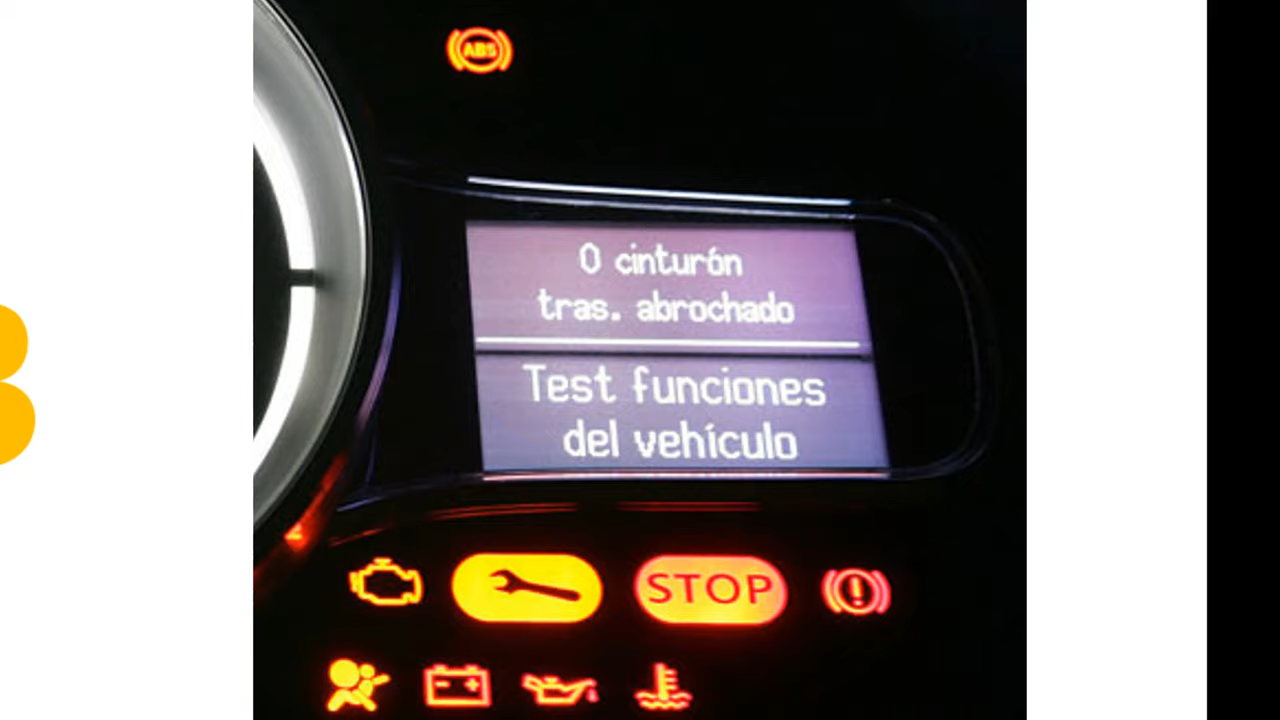 ABS
0 cinturón
tras. abrochado
Test funciones
del vehículo
STOP